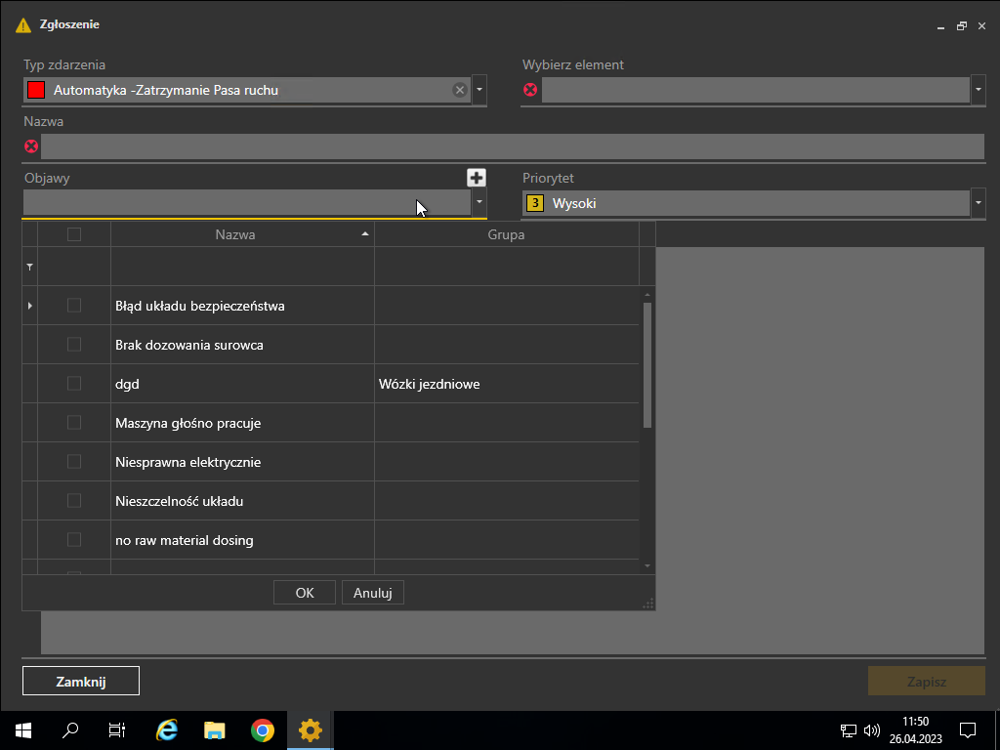 Zgłoszenie
Typ zdarzenia
Wybierz element
Automatyka -Zatrzymanie Pasa ruchu
Nazwa
Objawy
Priorytet
3 Wysoki
Nazwa Grupa
Błąd układu bezpieczeństwa
Brak dozowania surowca
dgd Wózki jezdniowe
Maszyna głośno pracuje
Niesprawna elektrycznie
Nieszczelność układu
no raw material dosing
OK Anuluj
Zamknij
Zapisz
11:50
26.04.2023